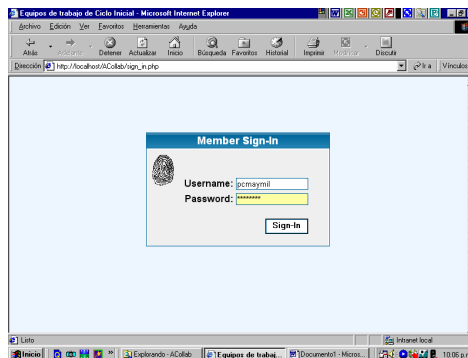 Equipos de trabajo de Ciclo Inicial - Microsoft Internet Explorer
Archivo Edición Ver Favoritos Herramientas Ayuda
Atrás Adelante Detener Actualizar Inicio Búsqueda Favoritos Historial Imprimir Modificar Discutir
Dirección http://localhost/ACollab/sign_in.php Ir a Vínculos
Member Sign-In
Username: pcmaymil
Password: ********
Sign-In
Listo Intranet local
Inicio Explorando - ACollab Equipos de trabaj... Documento1 - Micros... 10:06 p.m.